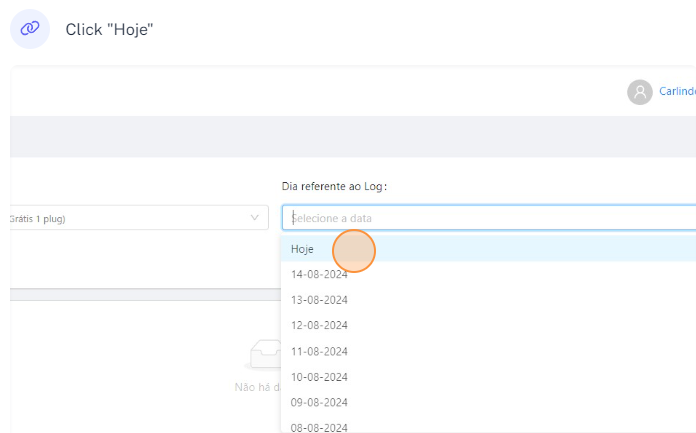 Click "Hoje"
Carlind
Dia referente ao Log:
Grátis 1 plug)
Selecione a data
Hoje
14-08-2024
13-08-2024
12-08-2024
11-08-2024
10-08-2024
09-08-2024
08-08-2024
Não há d